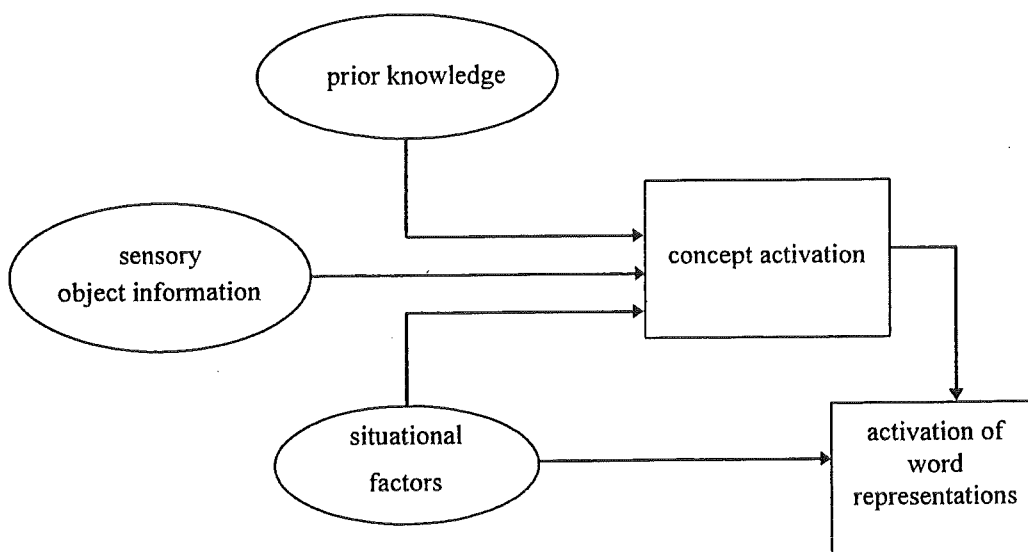 prior knowledge
sensory
object information
concept activation
situational
factors
activation of
word
representations